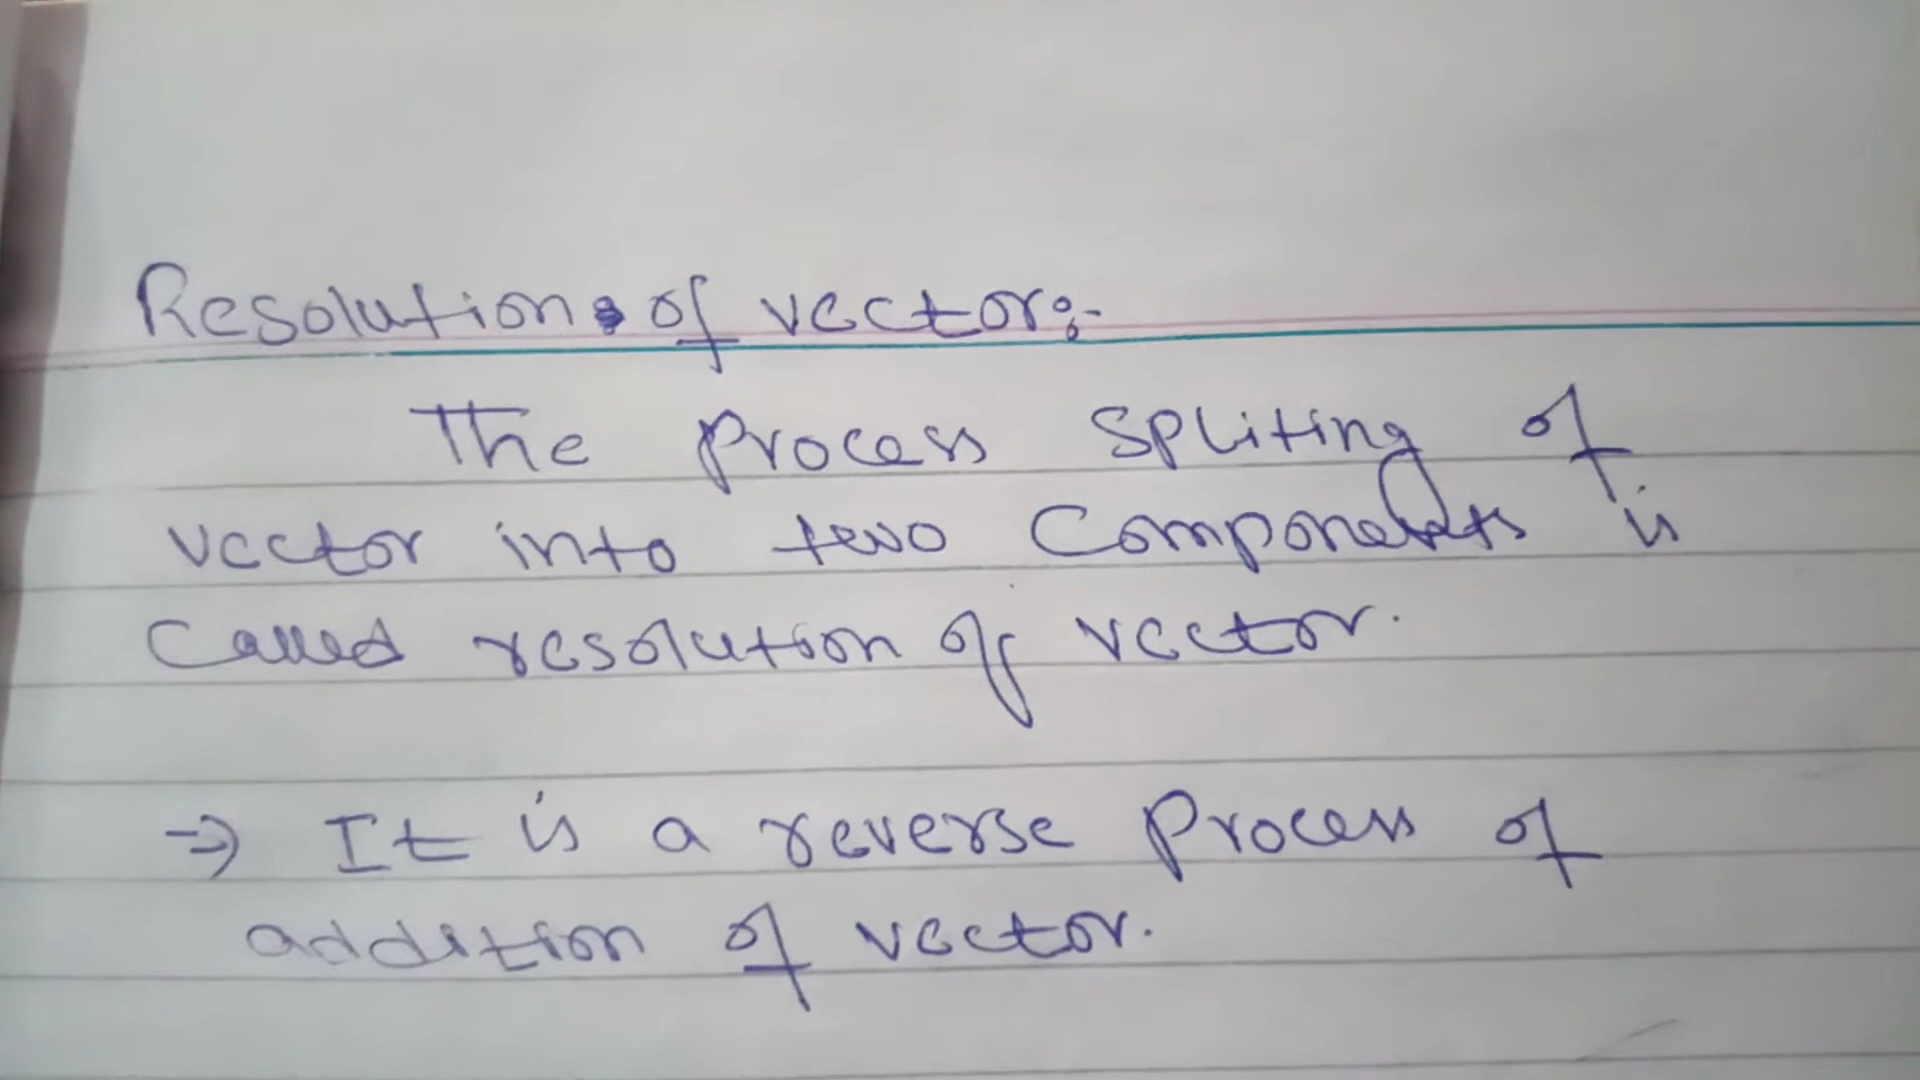 Resolution of vector:-
The process spliting of
vector into two components is
called resolution of vector.
⇒ It is a reverse process of
addition of vector.